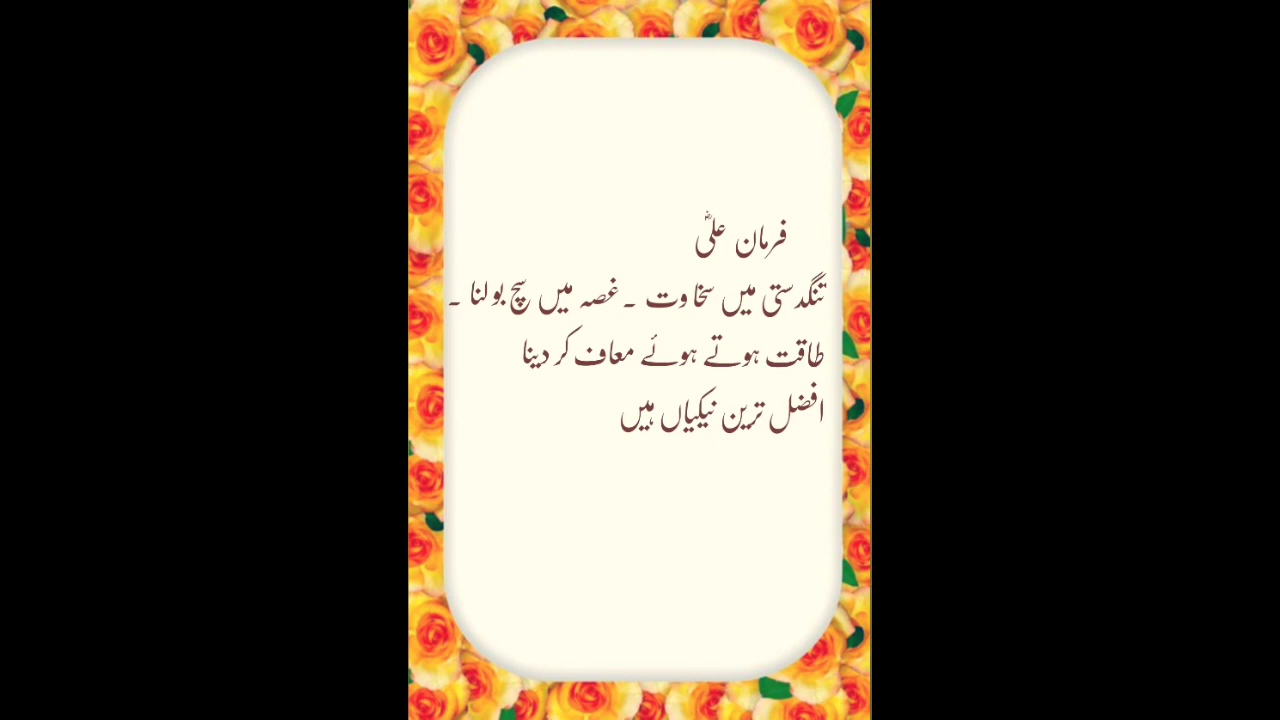 فرمان علیؓ
تنگدستی میں سخاوت ۔غصہ میں سچ بولنا ۔
طاقت ہوتے ہوئے معاف کر دینا
افضل ترین نیکیاں ہیں